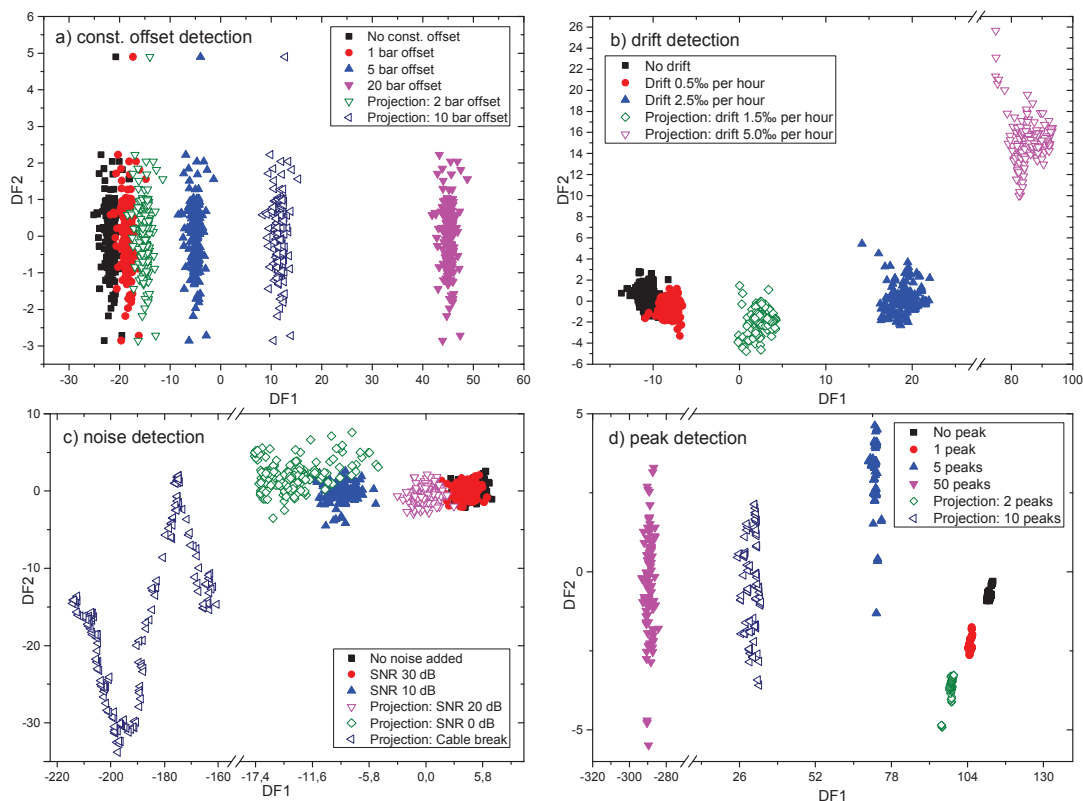 a) const. offset detection
No const. offset
1 bar offset
5 bar offset
20 bar offset
Projection: 2 bar offset
Projection: 10 bar offset
DF2
5
4
3
2
1
0
-1
-2
-3
-30 -20 -10 0 10 20 30 40 50 60
DF1
b) drift detection
No drift
Drift 0.5‰ per hour
Drift 2.5‰ per hour
Projection: drift 1.5‰ per hour
Projection: drift 5.0‰ per hour
DF2
26
24
22
20
18
16
14
12
10
8
6
4
2
0
-2
-4
-6
-10 0 10 20 80 90 100
DF1
c) noise detection
No noise added
SNR 30 dB
SNR 10 dB
Projection: SNR 20 dB
Projection: SNR 0 dB
Projection: Cable break
DF2
10
0
-10
-20
-30
-220 -200 -180 -160 -17,4 -11,6 -5,8 0,0 5,8
DF1
d) peak detection
No peak
1 peak
5 peaks
50 peaks
Projection: 2 peaks
Projection: 10 peaks
DF2
5
0
-5
-320 -300 -280 26 52 78 104 130
DF1